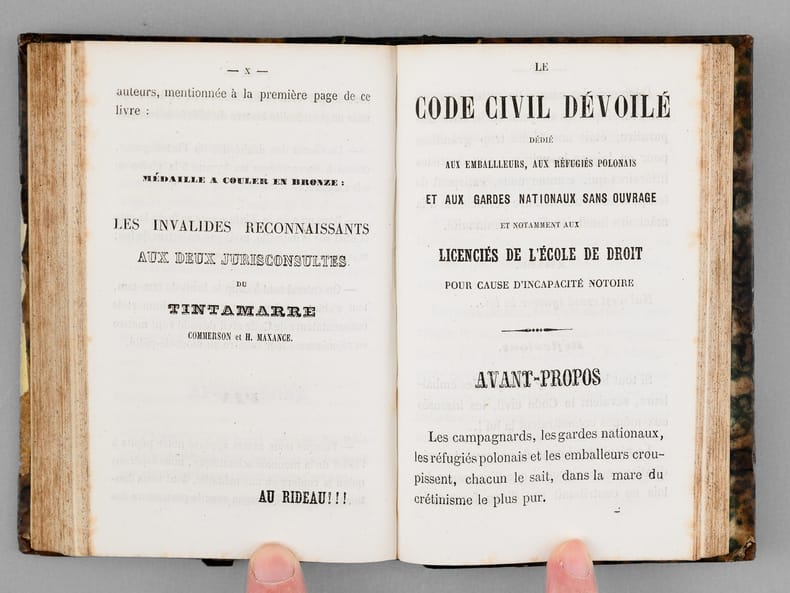 — X —
auteurs, mentionnée à la première page de ce
livre :
MÉDAILLE A COULER EN BRONZE :
LES INVALIDES RECONNAISSANTS
AUX DEUX JURISCONSULTES
DU
TINTAMARRE
COMMERSON et H. MAXANCE.
AU RIDEAU!!!
LE
CODE CIVIL DÉVOILÉ
DÉDIÉ
AUX EMBALLLEURS, AUX RÉFUGIÉS POLONAIS
ET AUX GARDES NATIONAUX SANS OUVRAGE
ET NOTAMMENT AUX
LICENCIÉS DE L'ÉCOLE DE DROIT
POUR CAUSE D'INCAPACITÉ NOTOIRE
AVANT-PROPOS
Les campagnards, les gardes nationaux,
les réfugiés polonais et les emballeurs crou-
pissent, chacun le sait, dans la mare du
crétinisme le plus pur.